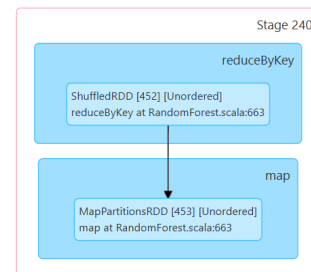 Stage 240
reduceByKey
ShuffledRDD [452] [Unordered]
reduceByKey at RandomForest.scala:663
map
MapPartitionsRDD [453] [Unordered]
map at RandomForest.scala:663